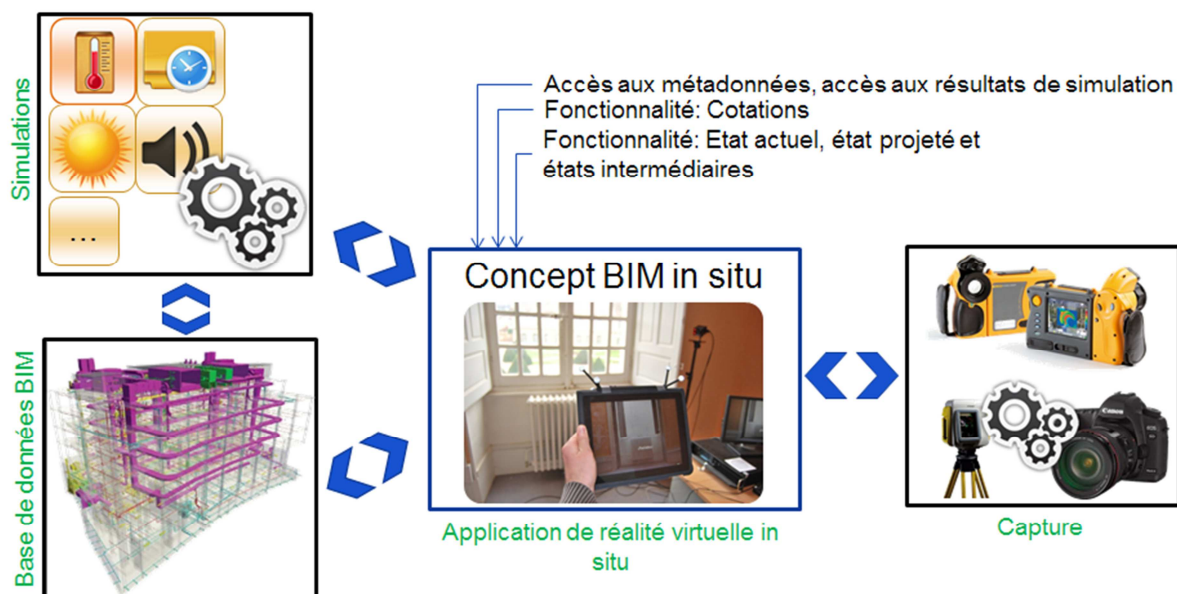 Simulations
...
Accès aux métadonnées, accès aux résultats de simulation
Fonctionnalité: Cotations
Fonctionnalité: Etat actuel, état projeté et
états intermédiaires
Concept BIM in situ
Base de données BIM
Application de réalité virtuelle in
situ
Canon
Capture